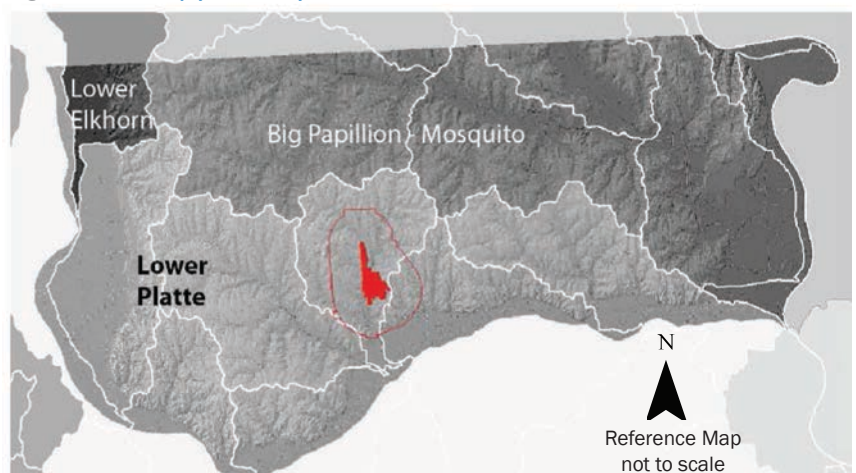 Lower
Elkhorn
Big Papillion - Mosquito
Lower
Platte
N
Reference Map
not to scale